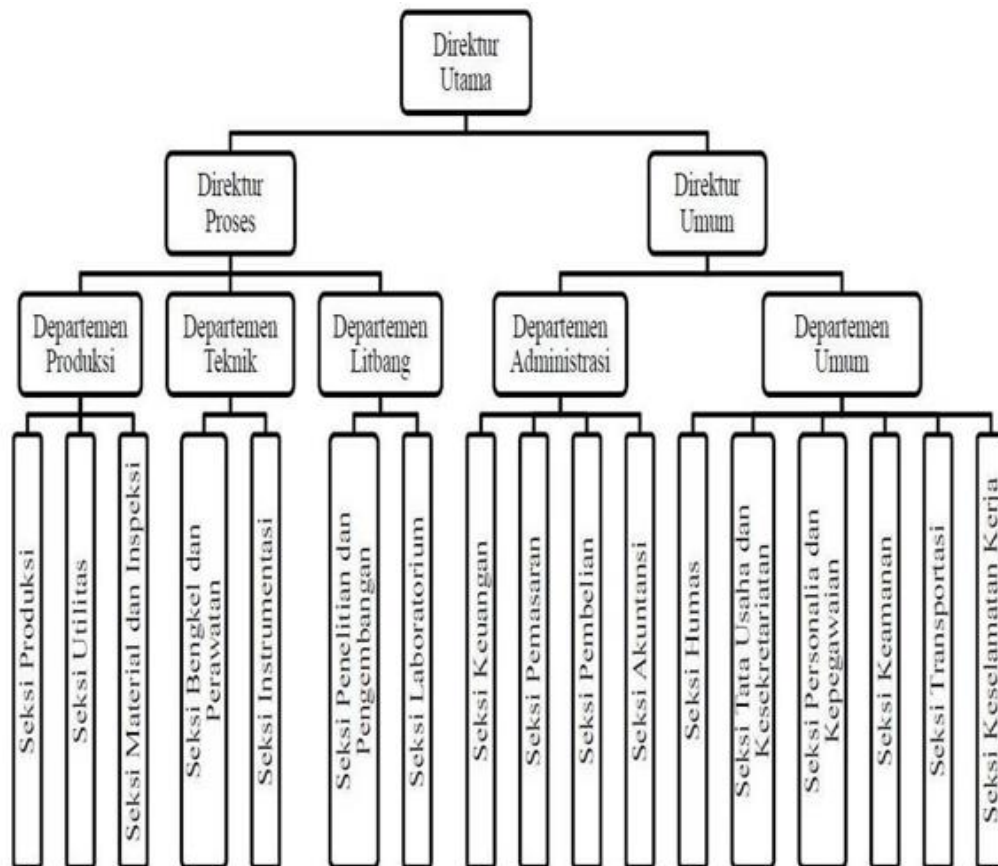 Direktur
Utama
Direktur
Proses
Direktur
Umum
Departemen
Produksi
Departemen
Teknik
Departemen
Litbang
Departemen
Administrasi
Departemen
Umum
Seksi Produksi
Seksi Utilitas
Seksi Material dan Inspeksi
Seksi Bengkel dan
Perawatan
Seksi Instrumentasi
Seksi Penelitian dan
Pengembangan
Seksi Laboratorium
Seksi Keuangan
Seksi Pemasaran
Seksi Pembelian
Seksi Akuntansi
Seksi Humas
Seksi Tata Usaha dan
Kesekretariatan
Seksi Personalia dan
Kepegawaian
Seksi Keamanan
Seksi Transportasi
Seksi Keselamatan Kerja